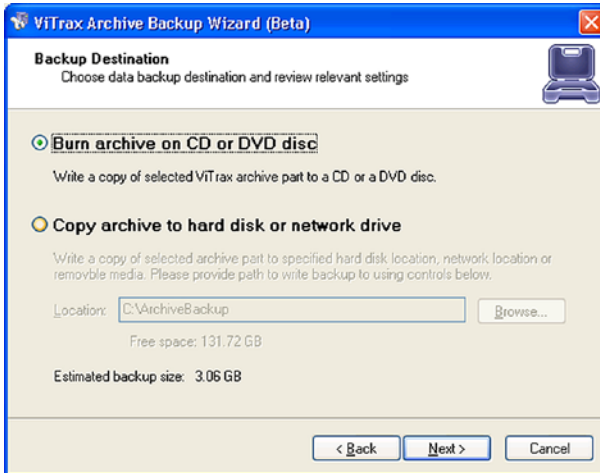 ViTrax Archive Backup Wizard (Beta)
Backup Destination
Choose data backup destination and review relevant settings
Burn archive on CD or DVD disc
Write a copy of selected ViTrax archive part to a CD or a DVD disc.
Copy archive to hard disk or network drive
Write a copy of selected archive part to specified hard disk location, network location or
removble media. Please provide path to write backup to using controls below.
Location: C:\ArchiveBackup Browse...
Free space: 131.72 GB
Estimated backup size: 3.06 GB
< Back Next > Cancel